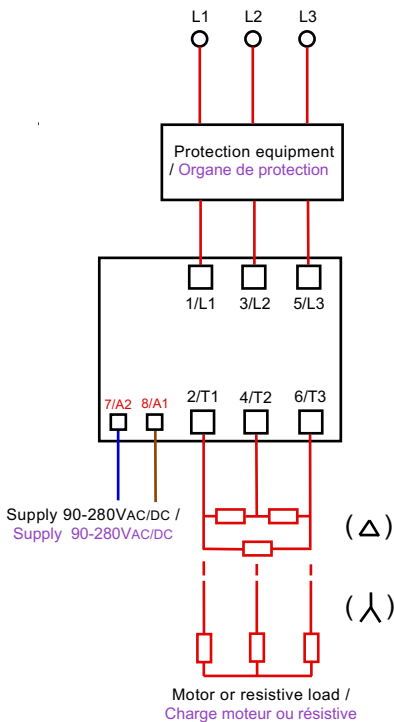 L1 L2 L3
Protection equipment
/ Organe de protection
1/L1 3/L2 5/L3
7/A2 8/A1 2/T1 4/T2 6/T3
Supply 90-280VAC/DC /
Supply 90-280VAC/DC
(△)
(⅄)
Motor or resistive load /
Charge moteur ou résistive